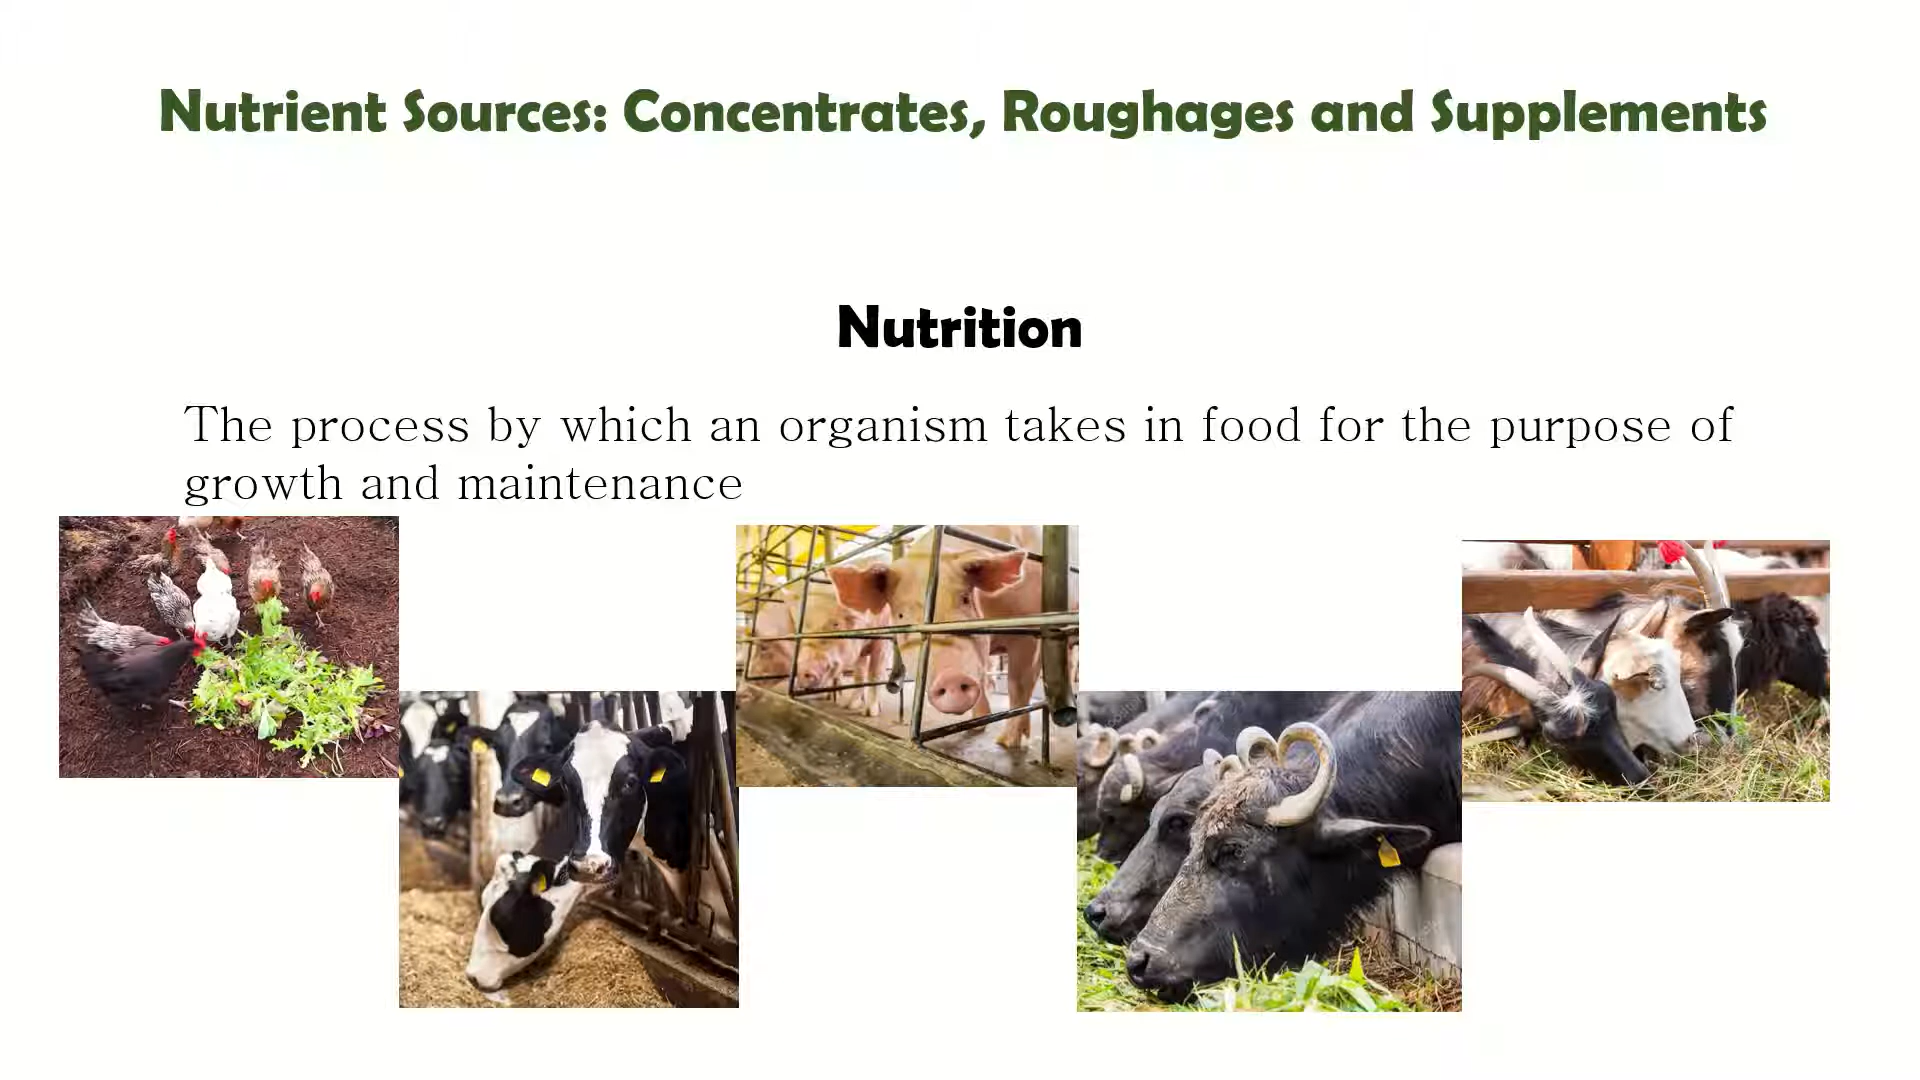 Nutrient Sources: Concentrates, Roughages and Supplements
Nutrition
The process by which an organism takes in food for the purpose of
growth and maintenance